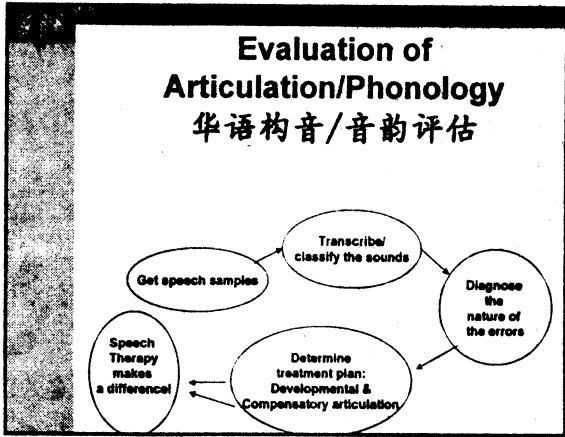 Evaluation of
Articulation/Phonology
华语构音/音韵评估
Get speech samples
Transcribe/
classify the sounds
Diagnose
the
nature of
the errors
Determine
treatment plan:
Developmental &
Compensatory articulation
Speech
Therapy
makes
a difference!